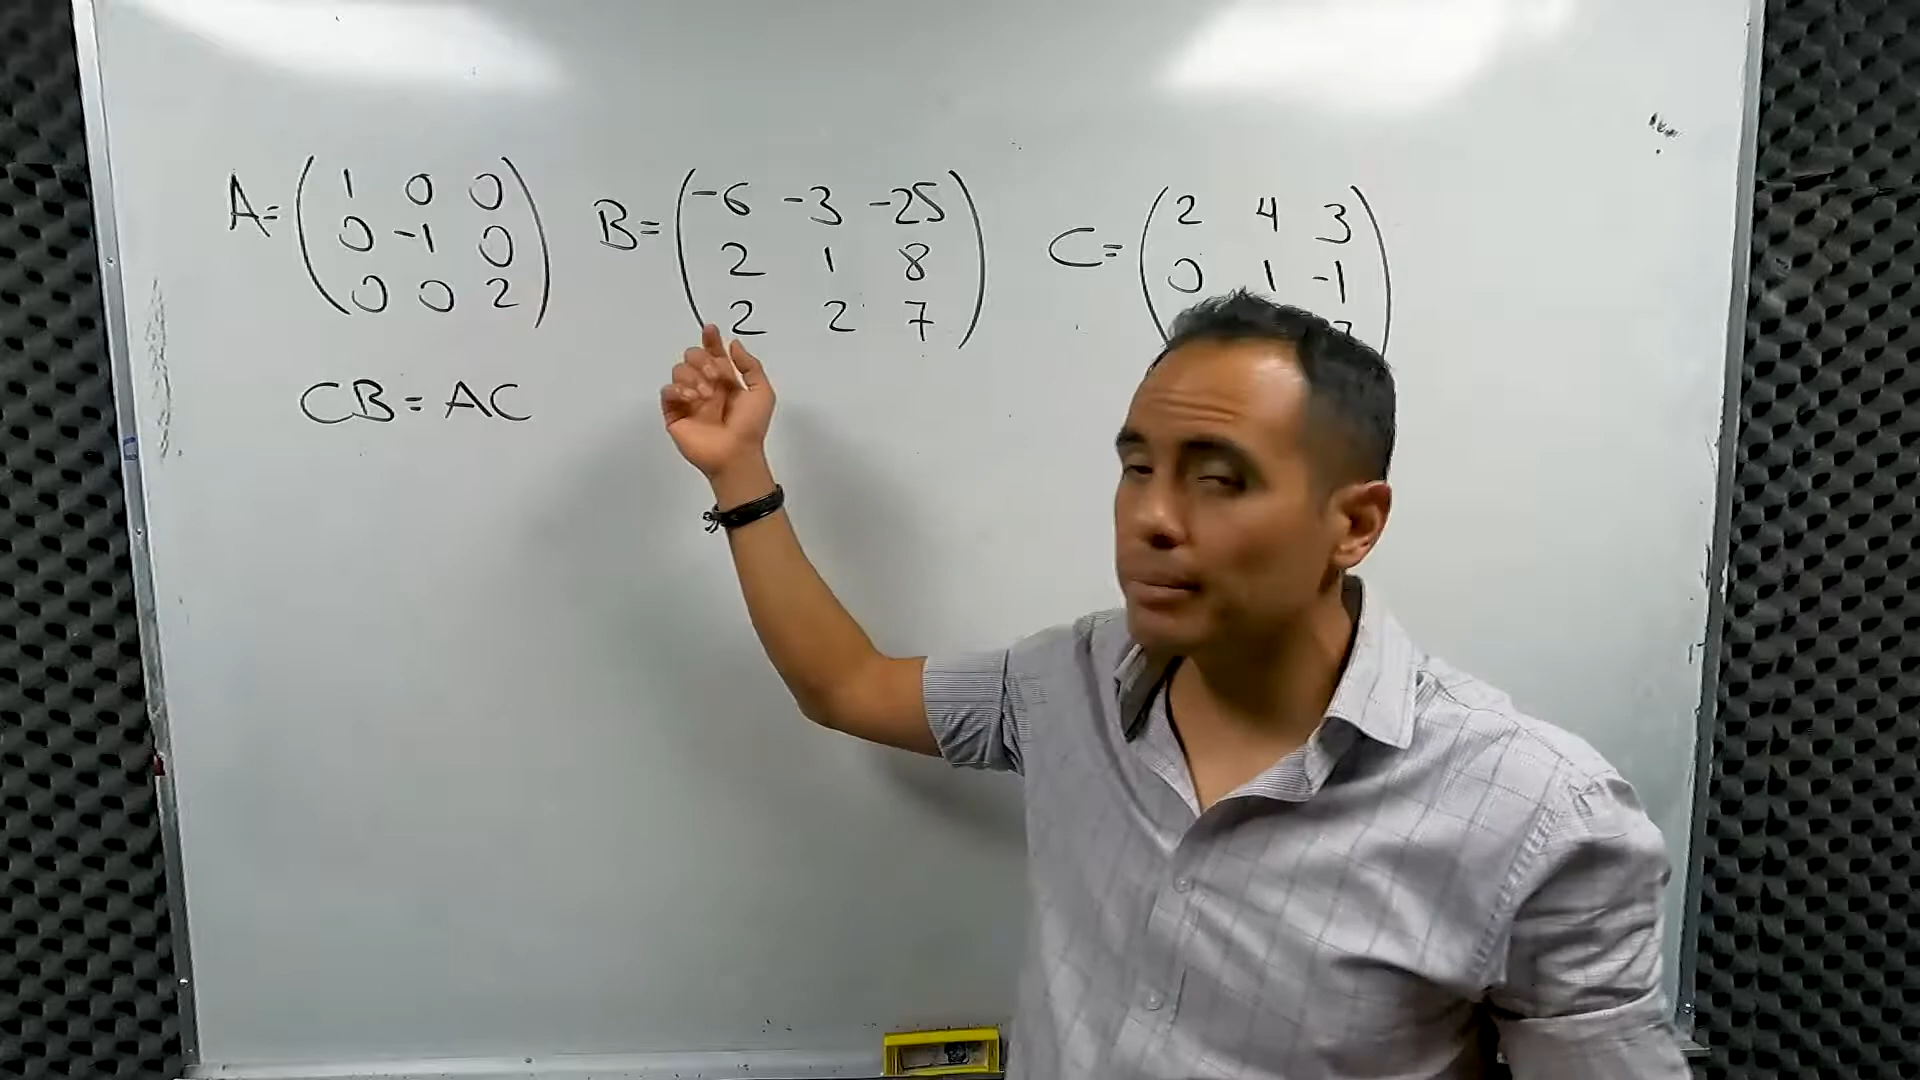 A= ( 1 0 0 ) B= ( -6 -3 -25 ) C= ( 2 4 3 )
( 0 -1 0 ) ( 2 1 8 ) ( 0 1 -1 )
( 0 0 2 ) ( 2 2 7 )
CB = AC